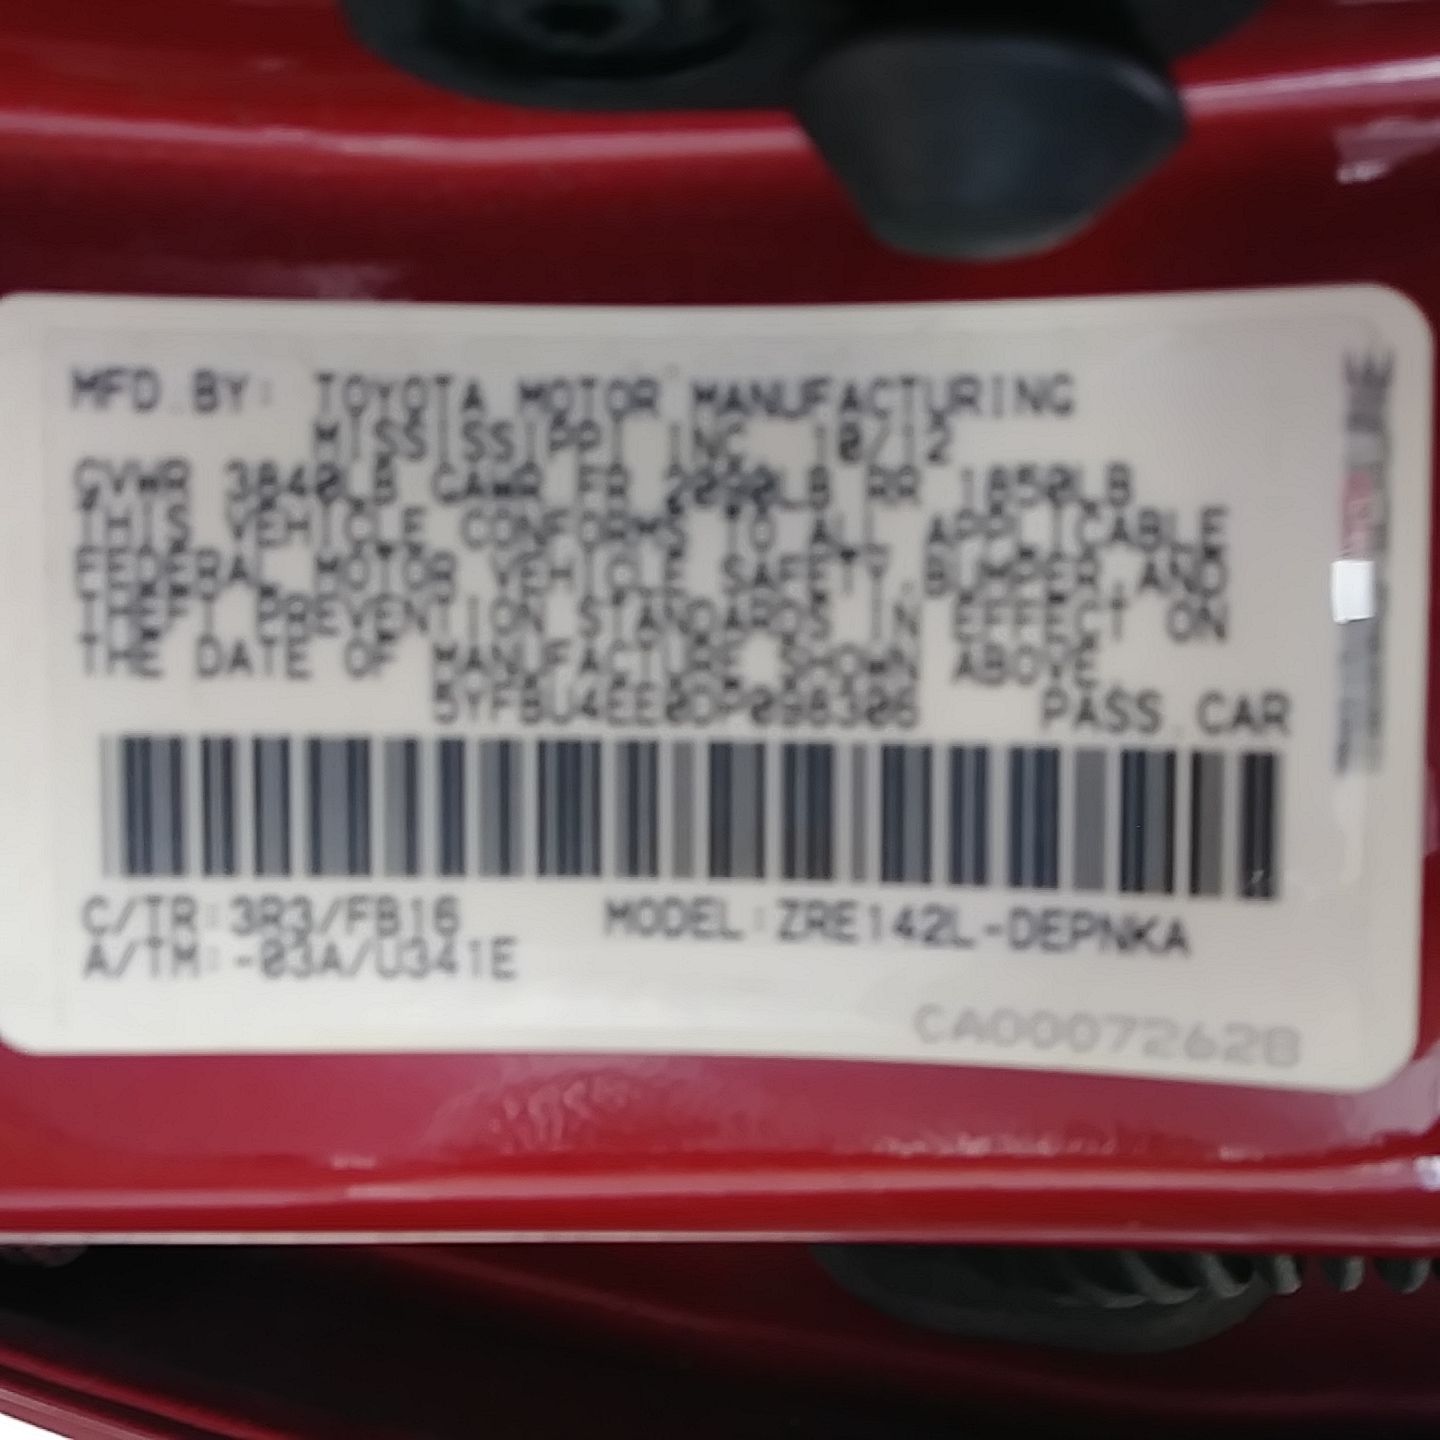 MFD.BY: TOYOTA MOTOR MANUFACTURING
MISSISSIPPI INC 10/12
GVWR 3840LB GAWR FR 2090LB RR 1850LB
THIS VEHICLE CONFORMS TO ALL APPLICABLE
FEDERAL MOTOR VEHICLE SAFETY,BUMPER,AND
THEFT PREVENTION STANDARDS IN EFFECT ON
THE DATE OF MANUFACTURE SHOWN ABOVE.
PASS.CAR
C/TR:3R3/FB16 MODEL:ZRE142L-DEPNKA
A/TM:-03A/U341E
CA00072628